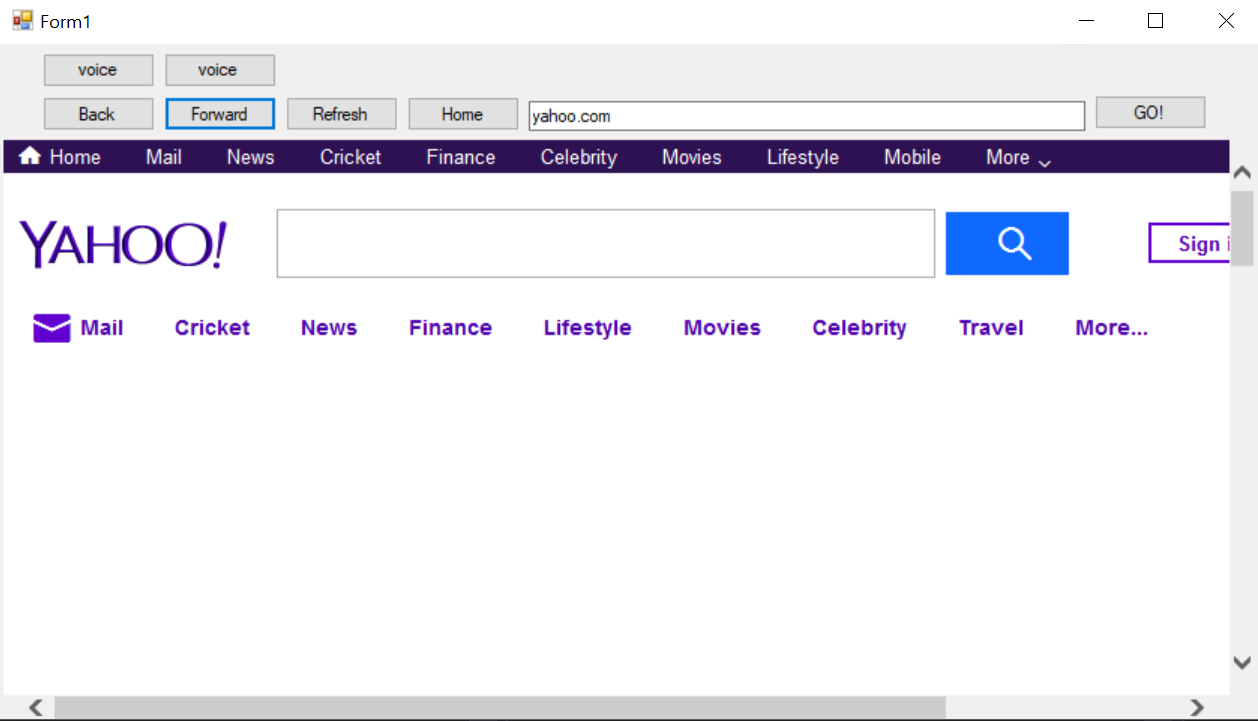 Form1
voice voice
Back Forward Refresh Home yahoo.com GO!
Home Mail News Cricket Finance Celebrity Movies Lifestyle Mobile More
YAHOO! Sign i
Mail Cricket News Finance Lifestyle Movies Celebrity Travel More...